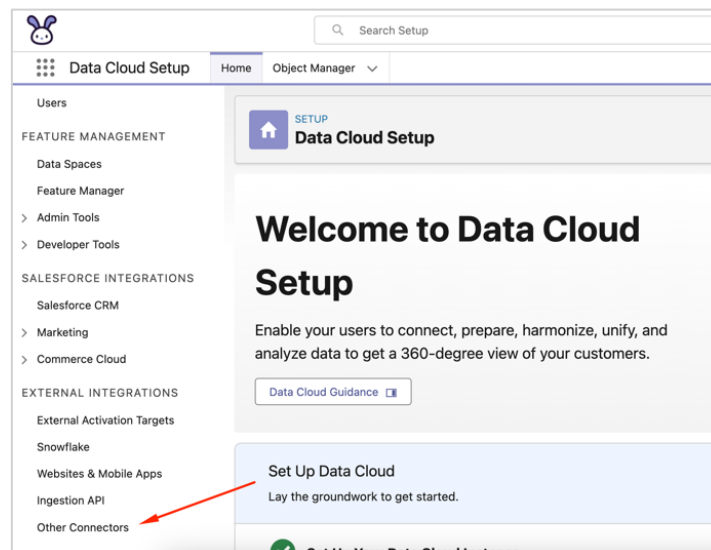 Search Setup
Data Cloud Setup
Home
Object Manager
Users
FEATURE MANAGEMENT
Data Spaces
Feature Manager
Admin Tools
Developer Tools
SALESFORCE INTEGRATIONS
Salesforce CRM
Marketing
Commerce Cloud
EXTERNAL INTEGRATIONS
External Activation Targets
Snowflake
Websites & Mobile Apps
Ingestion API
Other Connectors
SETUP
Data Cloud Setup
Welcome to Data Cloud
Setup
Enable your users to connect, prepare, harmonize, unify, and
analyze data to get a 360-degree view of your customers.
Data Cloud Guidance
Set Up Data Cloud
Lay the groundwork to get started.